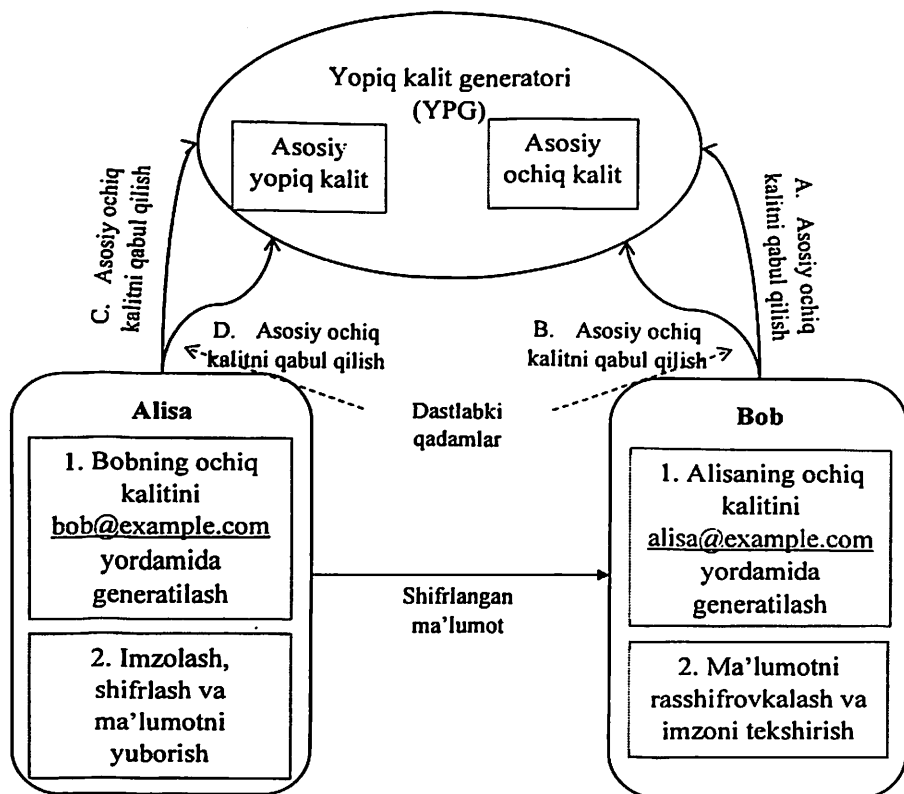 Yopiq kalit generatori
(YPG)
Asosiy
yopiq kalit
Asosiy
ochiq kalit
C. Asosiy ochiq
kalitni qabul qilish
A. Asosiy ochiq
kalitni qabul qilish
D. Asosiy ochiq
kalitni qabul qilish
B. Asosiy ochiq
kalitni qabul qilish
Dastlabki
qadamlar
Alisa
1. Bobning ochiq
kalitini
bob@example.com
yordamida
generatilash
2. Imzolash,
shifrlash va
ma’lumotni
yuborish
Shifrlangan
ma’lumot
Bob
1. Alisaning ochiq
kalitini
alisa@example.com
yordamida
generatilash
2. Ma’lumotni
rasshifrovkalash va
imzoni tekshirish